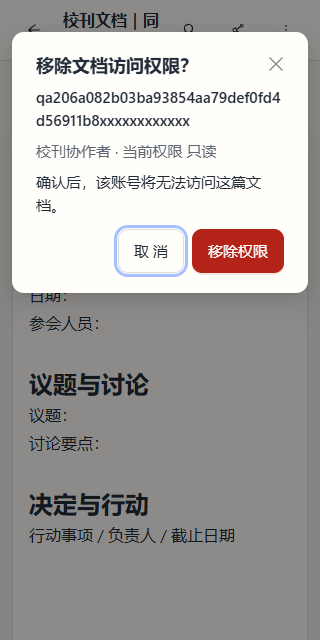 校刊文档 | 同
移除文档访问权限？
qa206a082b03ba93854aa79def0fd4
d56911b8xxxxxxxxxxxx
校刊协作者 · 当前权限 只读
确认后，该账号将无法访问这篇文
档。
取 消
移除权限
日期：
参会人员：
议题与讨论
议题：
讨论要点：
决定与行动
行动事项 / 负责人 / 截止日期